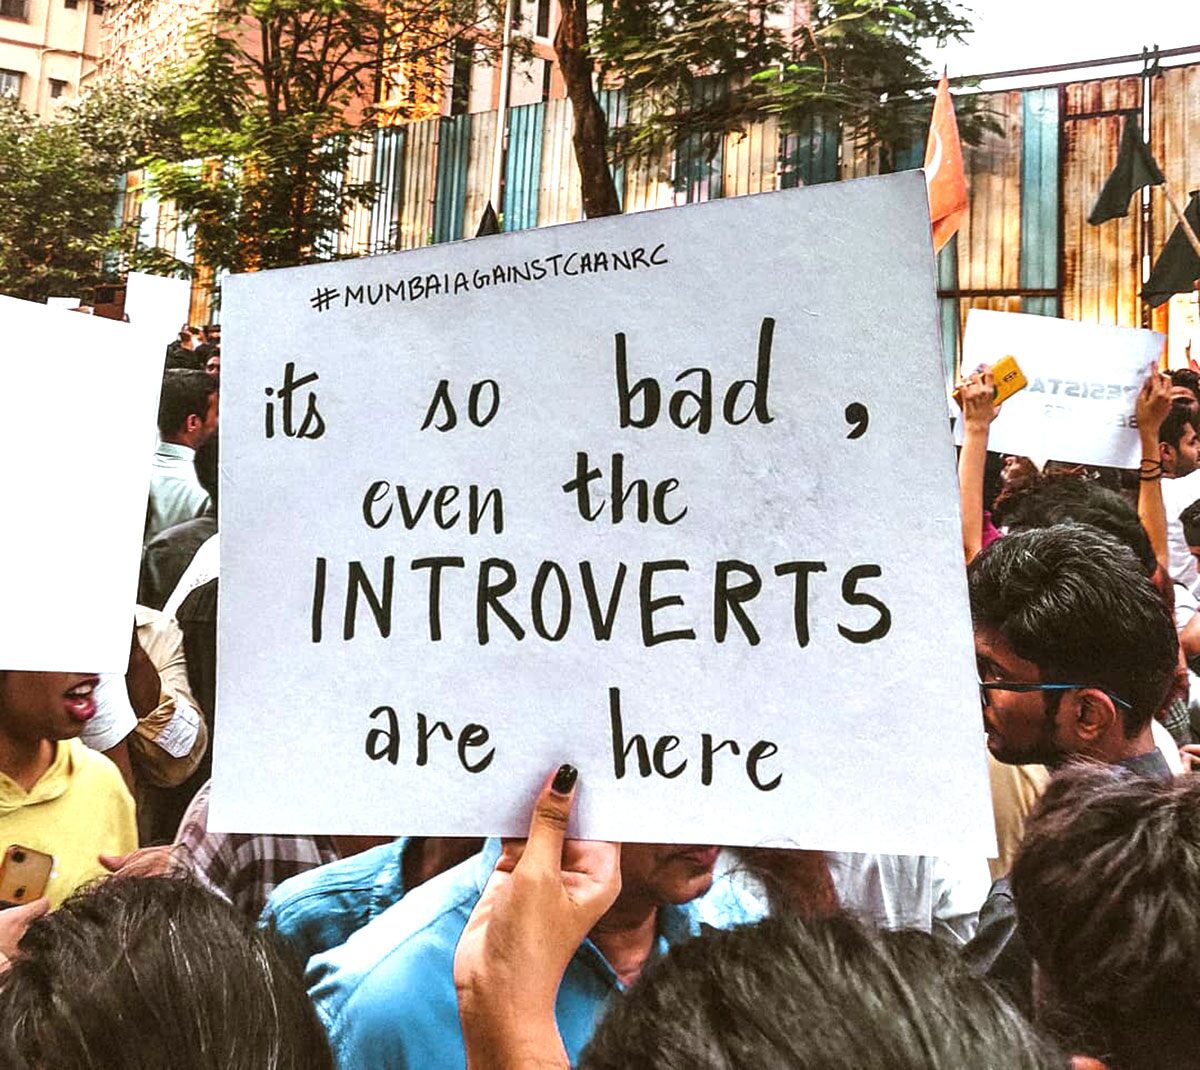 #MUMBAIAGAINSTCAANRC
its so bad,
even the
INTROVERTS
are here